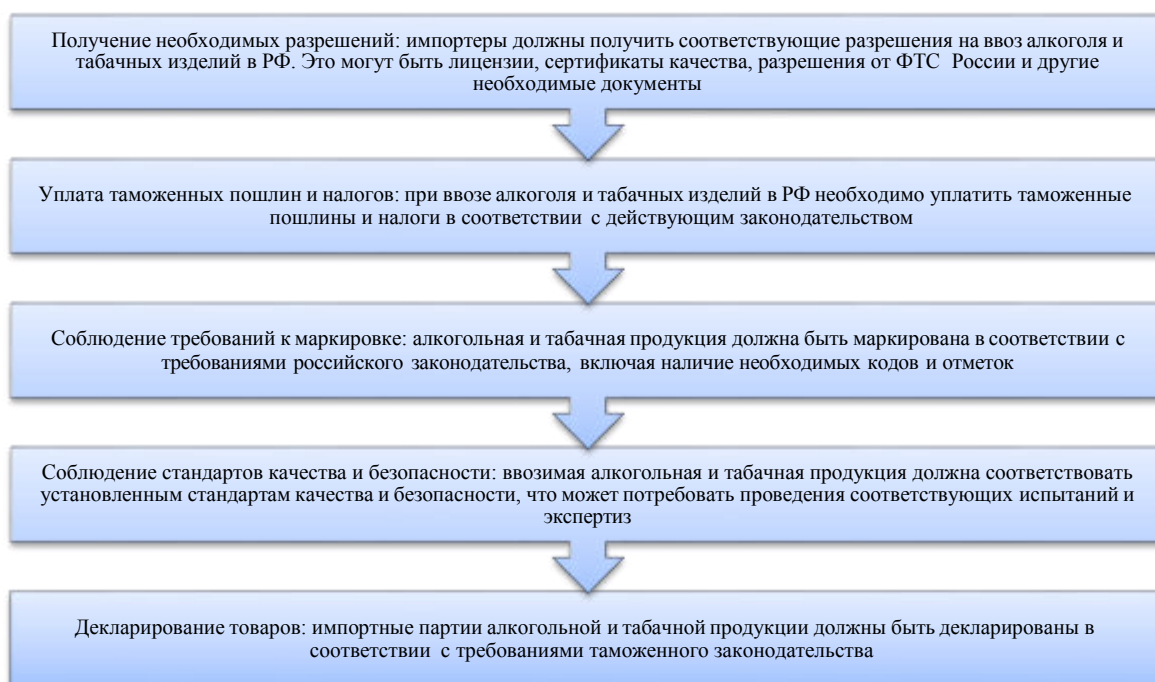 Получение необходимых разрешений: импортеры должны получить соответствующие разрешения на ввоз алкоголя и
табачных изделий в РФ. Это могут быть лицензии, сертификаты качества, разрешения от ФТС России и другие
необходимые документы
Уплата таможенных пошлин и налогов: при ввозе алкоголя и табачных изделий в РФ необходимо уплатить таможенные
пошлины и налоги в соответствии с действующим законодательством
Соблюдение требований к маркировке: алкогольная и табачная продукция должна быть маркирована в соответствии с
требованиями российского законодательства, включая наличие необходимых кодов и отметок
Соблюдение стандартов качества и безопасности: ввозимая алкогольная и табачная продукция должна соответствовать
установленным стандартам качества и безопасности, что может потребовать проведения соответствующих испытаний и
экспертиз
Декларирование товаров: импортные партии алкогольной и табачной продукции должны быть декларированы в
соответствии с требованиями таможенного законодательства